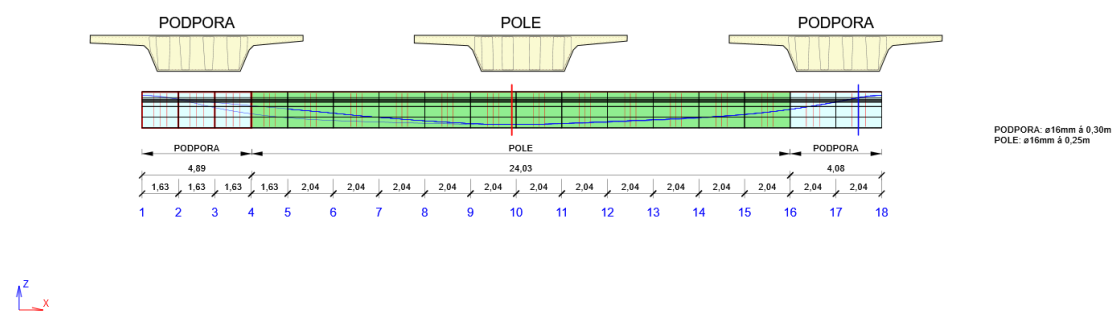 PODPORA POLE PODPORA
PODPORA: ø16mm á 0,30m
POLE: ø16mm á 0,25m
PODPORA POLE PODPORA
4,89 24,03 4,08
1,63 1,63 1,63 1,63 2,04 2,04 2,04 2,04 2,04 2,04 2,04 2,04 2,04 2,04 2,04 2,04 2,04
1 2 3 4 5 6 7 8 9 10 11 12 13 14 15 16 17 18
Z
X